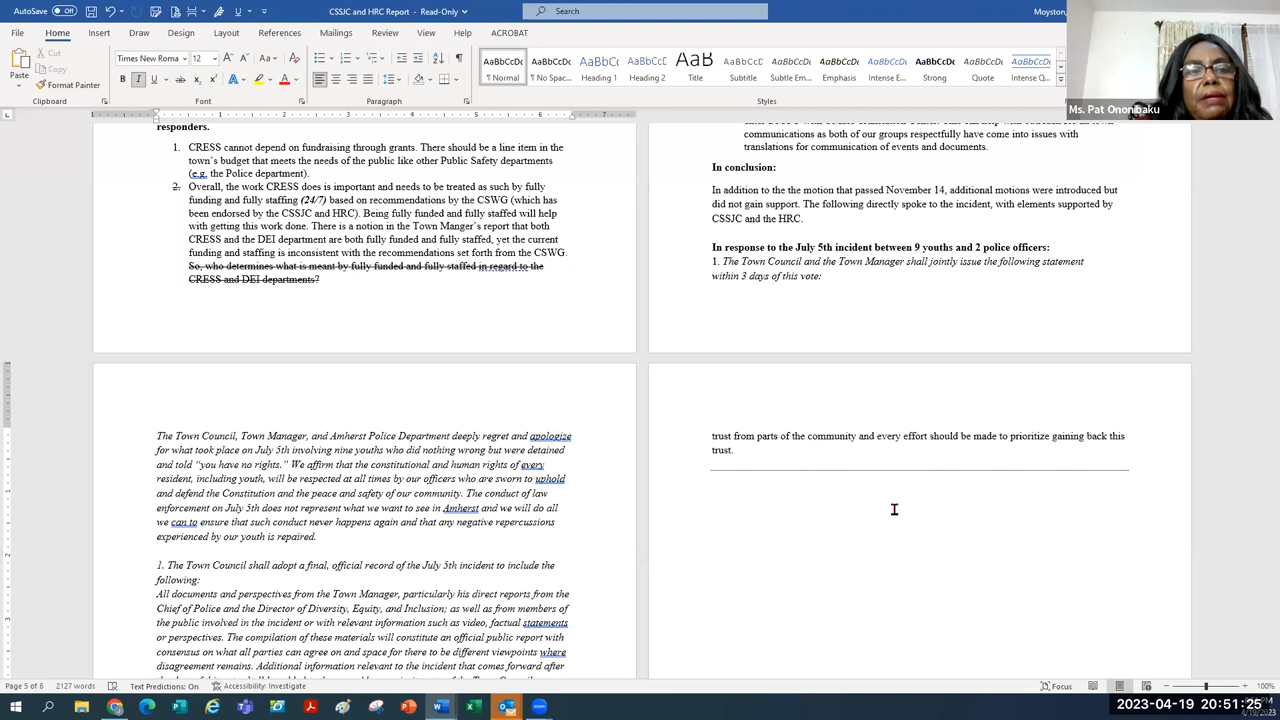 AutoSave
Off
CSSJC and HRC Report - Read-Only
Search
Moyston,
File
Home
Insert
Draw
Design
Layout
References
Mailings
Review
View
Help
ACROBAT
Paste
Cut
Copy
Format Painter
Clipboard
Times New Roma
12
Font
Paragraph
AaBbCcDc
¶ Normal
¶ No Spac...
Heading 1
Heading 2
Title
Subtitle
Subtle Em...
Emphasis
Intense E...
Strong
Quote
Intense Q...
Styles
Ms. Pat Ononibaku
responders.
1. CRESS cannot depend on fundraising through grants. There should be a line item in the
town's budget that meets the needs of the public like other Public Safety departments
(e.g. the Police department).
2. Overall, the work CRESS does is important and needs to be treated as such by fully
funding and fully staffing (24/7) based on recommendations by the CSWG (which has
been endorsed by the CSSJC and HRC). Being fully funded and fully staffed will help
with getting this work done. There is a notion in the Town Manger's report that both
CRESS and the DEI department are both fully funded and fully staffed, yet the current
funding and staffing is inconsistent with the recommendations set forth from the CSWG.
So, who determines what is meant by fully funded and fully staffed in regard to the
CRESS and DEI departments?
communications as both of our groups respectfully have come into issues with
translations for communication of events and documents.
In conclusion:
In addition to the the motion that passed November 14, additional motions were introduced but
did not gain support. The following directly spoke to the incident, with elements supported by
CSSJC and the HRC.
In response to the July 5th incident between 9 youths and 2 police officers:
1. The Town Council and the Town Manager shall jointly issue the following statement
within 3 days of this vote:
The Town Council, Town Manager, and Amherst Police Department deeply regret and apologize
for what took place on July 5th involving nine youths who did nothing wrong but were detained
and told "you have no rights." We affirm that the constitutional and human rights of every
resident, including youth, will be respected at all times by our officers who are sworn to uphold
and defend the Constitution and the peace and safety of our community. The conduct of law
enforcement on July 5th does not represent what we want to see in Amherst and we will do all
we can to ensure that such conduct never happens again and that any negative repercussions
experienced by our youth is repaired.
1. The Town Council shall adopt a final, official record of the July 5th incident to include the
following:
All documents and perspectives from the Town Manager, particularly his direct reports from the
Chief of Police and the Director of Diversity, Equity, and Inclusion; as well as from members of
the public involved in the incident or with relevant information such as video, factual statements
or perspectives. The compilation of these materials will constitute an official public report with
consensus on what all parties can agree on and space for there to be different viewpoints where
disagreement remains. Additional information relevant to the incident that comes forward after
trust from parts of the community and every effort should be made to prioritize gaining back this
trust.
Page 5 of 6
2127 words
Text Predictions: On
Accessibility: Investigate
Focus
100%
2023-04-19 20:51:25